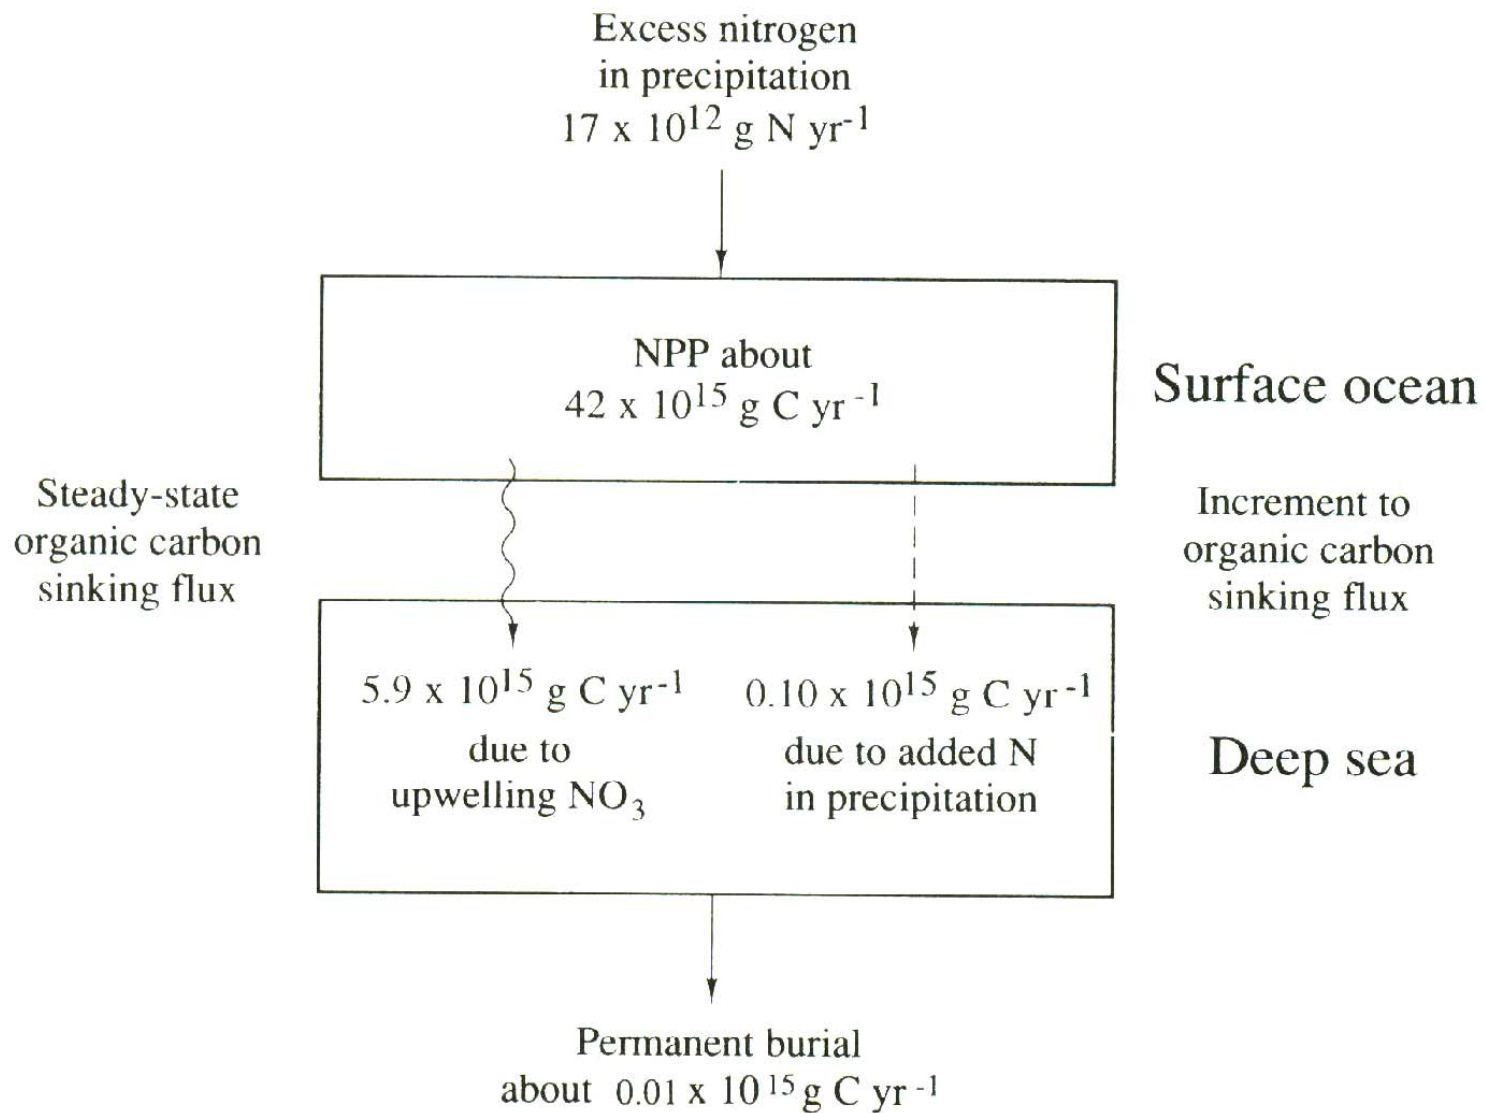 Excess nitrogen
in precipitation
17 x 10¹² g N yr⁻¹
NPP about
42 x 10¹⁵ g C yr⁻¹
Surface ocean
Steady-state
organic carbon
sinking flux
Increment to
organic carbon
sinking flux
5.9 x 10¹⁵ g C yr⁻¹
due to
upwelling NO₃
0.10 x 10¹⁵ g C yr⁻¹
due to added N
in precipitation
Deep sea
Permanent burial
about 0.01 x 10¹⁵ g C yr⁻¹